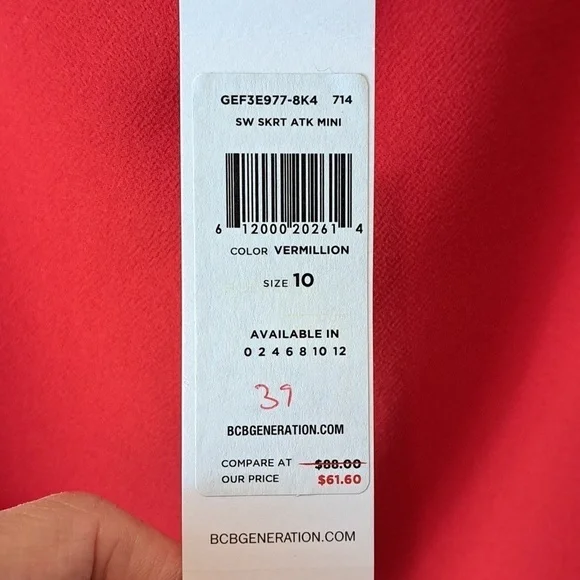 GEF3E977-8K4 714
SW SKRT ATK MINI
6 12000 20261 4
COLOR VERMILLION
SIZE 10
AVAILABLE IN
0 2 4 6 8 10 12
39
BCBGENERATION.COM
COMPARE AT $88.00
OUR PRICE $61.60
BCBGENERATION.COM